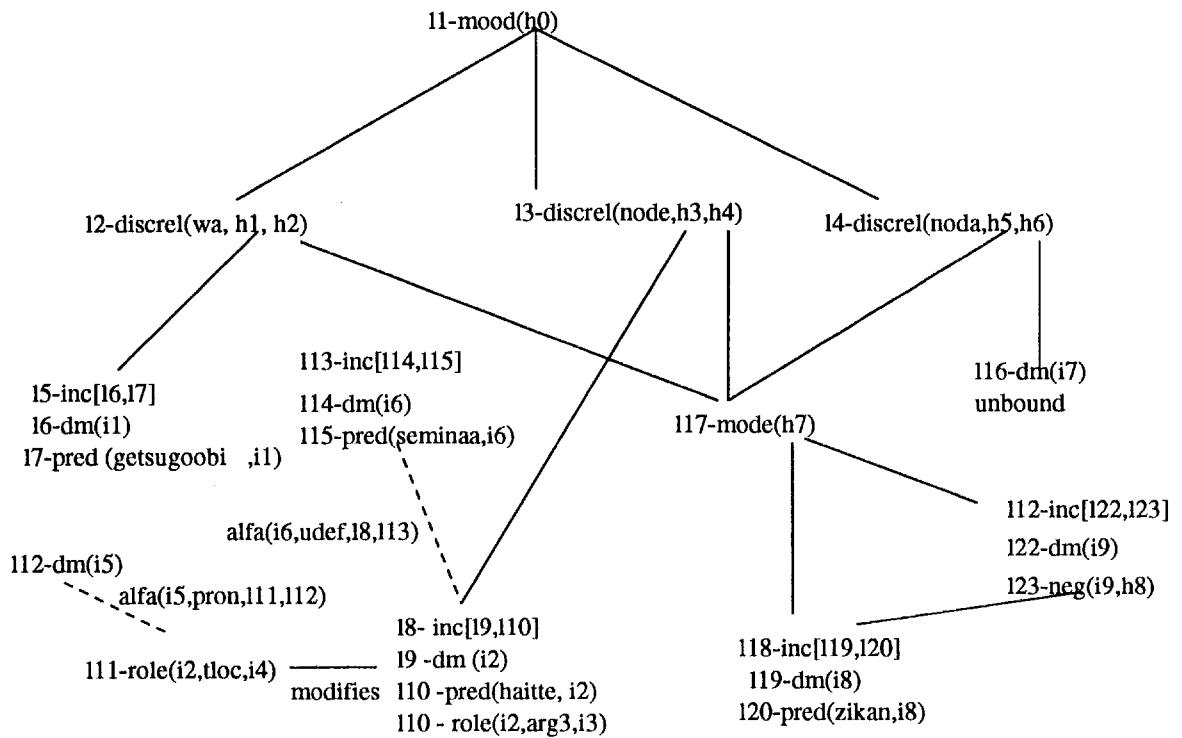 l1-mood(h0)
l2-discrel(wa, h1, h2)
l3-discrel(node,h3,h4)
l4-discrel(noda,h5,h6)
l5-inc[l6,l7]
l6-dm(i1)
l7-pred (getsugoobi ,i1)
l13-inc[l14,l15]
l14-dm(i6)
l15-pred(seminaa,i6)
l17-mode(h7)
l16-dm(i7)
unbound
alfa(i6,udef,l8,l13)
l12-dm(i5)
alfa(i5,pron,l11,l12)
l11-role(i2,tloc,i4)
modifies
l8- inc[l9,l10]
l9 -dm (i2)
l10 -pred(haitte, i2)
l10 - role(i2,arg3,i3)
l12-inc[l22,l23]
l22-dm(i9)
l23-neg(i9,h8)
l18-inc[l19,l20]
l19-dm(i8)
l20-pred(zikan,i8)